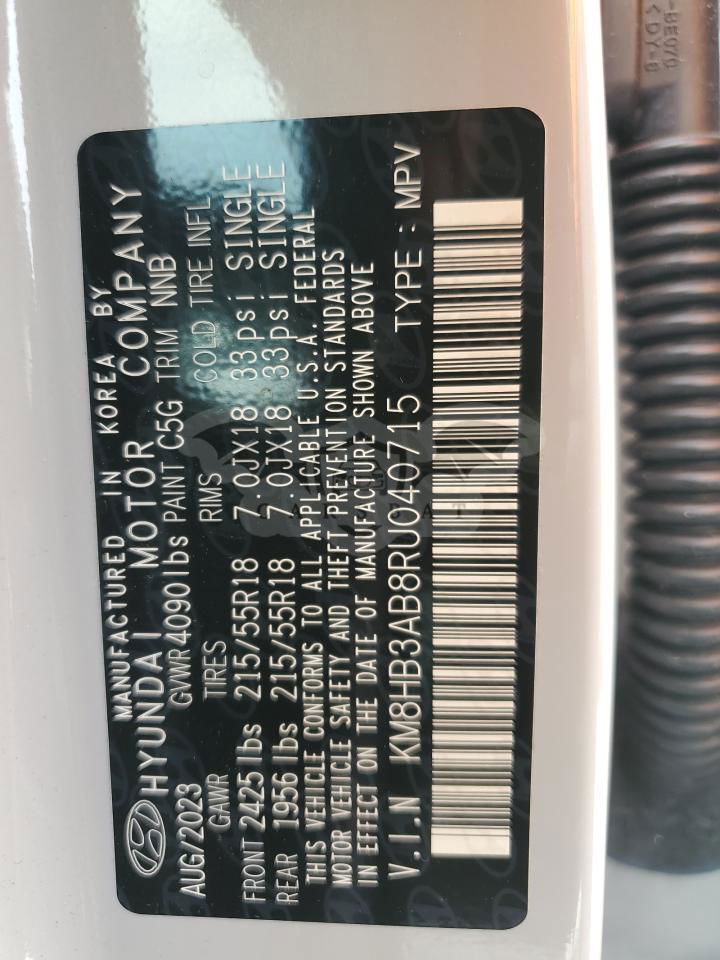 MANUFACTURED IN KOREA BY
HYUNDAI MOTOR COMPANY
AUG/2023 GVWR 4090 lbs PAINT C5G TRIM NNB
GAWR TIRES RIMS COLD TIRE INFL
FRONT 2425 lbs 215/55R18 7.0JX18 33psi SINGLE
REAR 1956 lbs 215/55R18 7.0JX18 33psi SINGLE
THIS VEHICLE CONFORMS TO ALL APPLICABLE U.S.A. FEDERAL
MOTOR VEHICLE SAFETY AND THEFT PREVENTION STANDARDS
IN EFFECT ON THE DATE OF MANUFACTURE SHOWN ABOVE
V.I.N KM8HB3AB8RU040715 TYPE : MPV